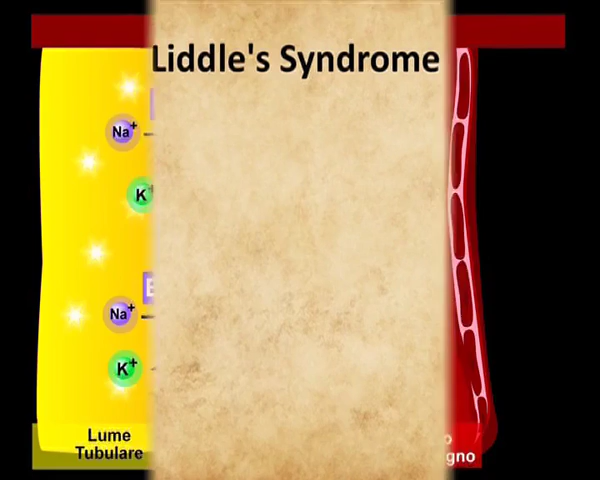 Liddle's Syndrome
Na+
K+
E
Na+
K+
Lume
Tubulare
o
gno